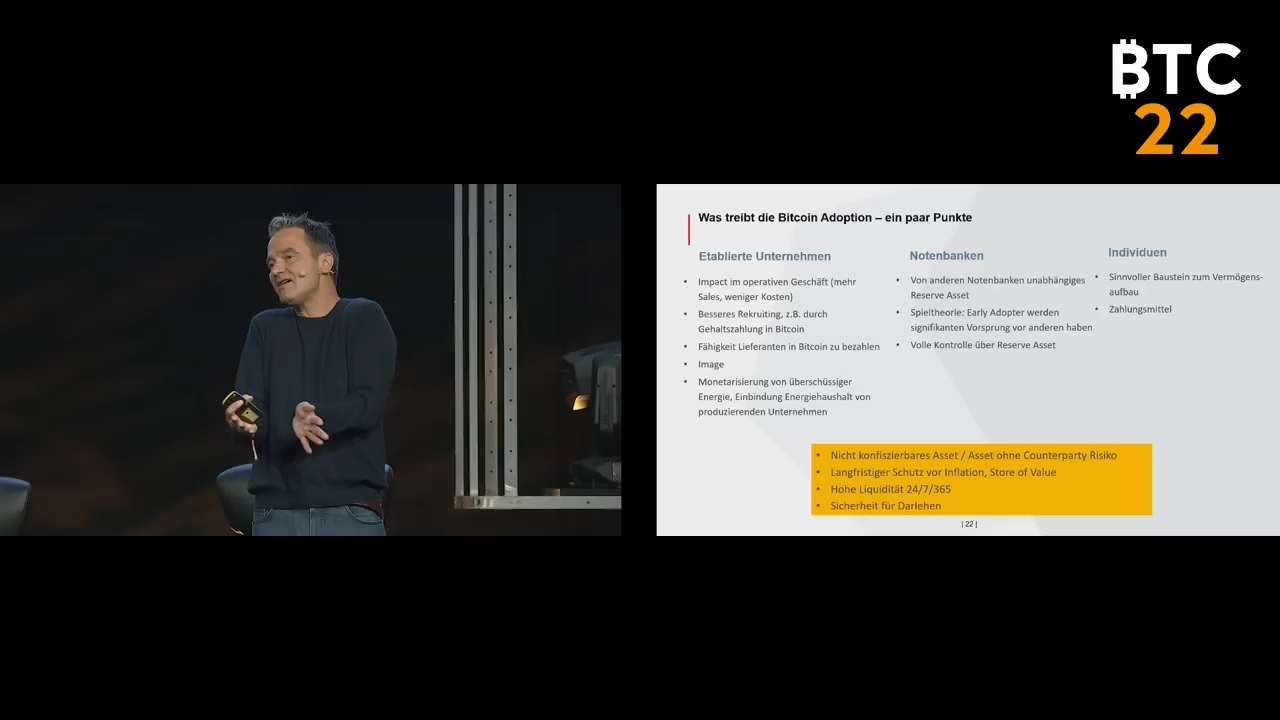 ₿TC
22
Was treibt die Bitcoin Adoption – ein paar Punkte
Etablierte Unternehmen
• Impact im operativen Geschäft (mehr
Sales, weniger Kosten)
• Besseres Rekruiting, z.B. durch
Gehaltszahlung in Bitcoin
• Fähigkeit Lieferanten in Bitcoin zu bezahlen
• Image
• Monetarisierung von überschüssiger
Energie, Einbindung Energiehaushalt von
produzierenden Unternehmen
Notenbanken
• Von anderen Notenbanken unabhängiges
Reserve Asset
• Spieltheorie: Early Adopter werden
signifikanten Vorsprung vor anderen haben
• Volle Kontrolle über Reserve Asset
Individuen
• Sinnvoller Baustein zum Vermögens-
aufbau
• Zahlungsmittel
• Nicht konfiszierbares Asset / Asset ohne Counterparty Risiko
• Langfristiger Schutz vor Inflation, Store of Value
• Hohe Liquidität 24/7/365
• Sicherheit für Darlehen
| 22 |